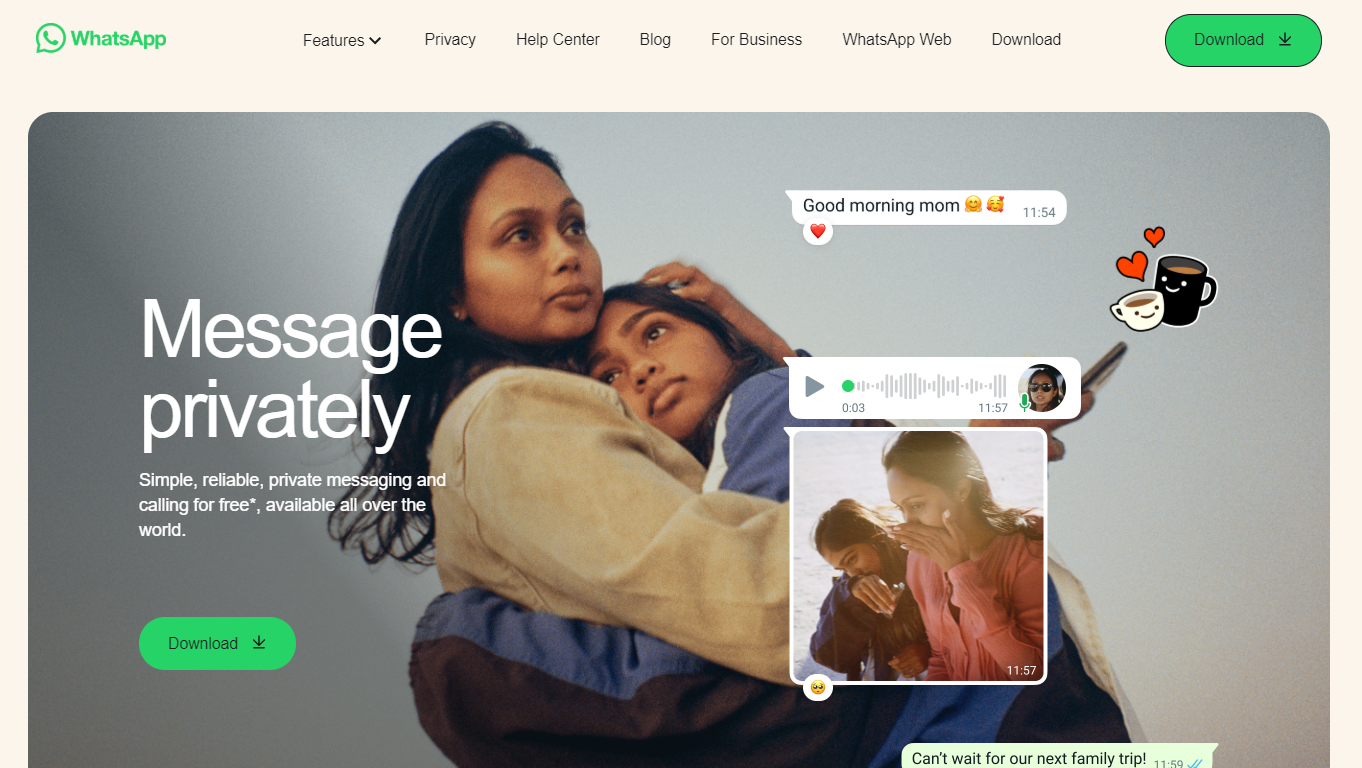 WhatsApp
Features
Privacy
Help Center
Blog
For Business
WhatsApp Web
Download
Download
Good morning mom 🤗 🥰 11:54
❤️
Message
privately
0:03 11:57
Simple, reliable, private messaging and
calling for free*, available all over the
world.
Download
11:57
🥺
Can’t wait for our next family trip! 11:59